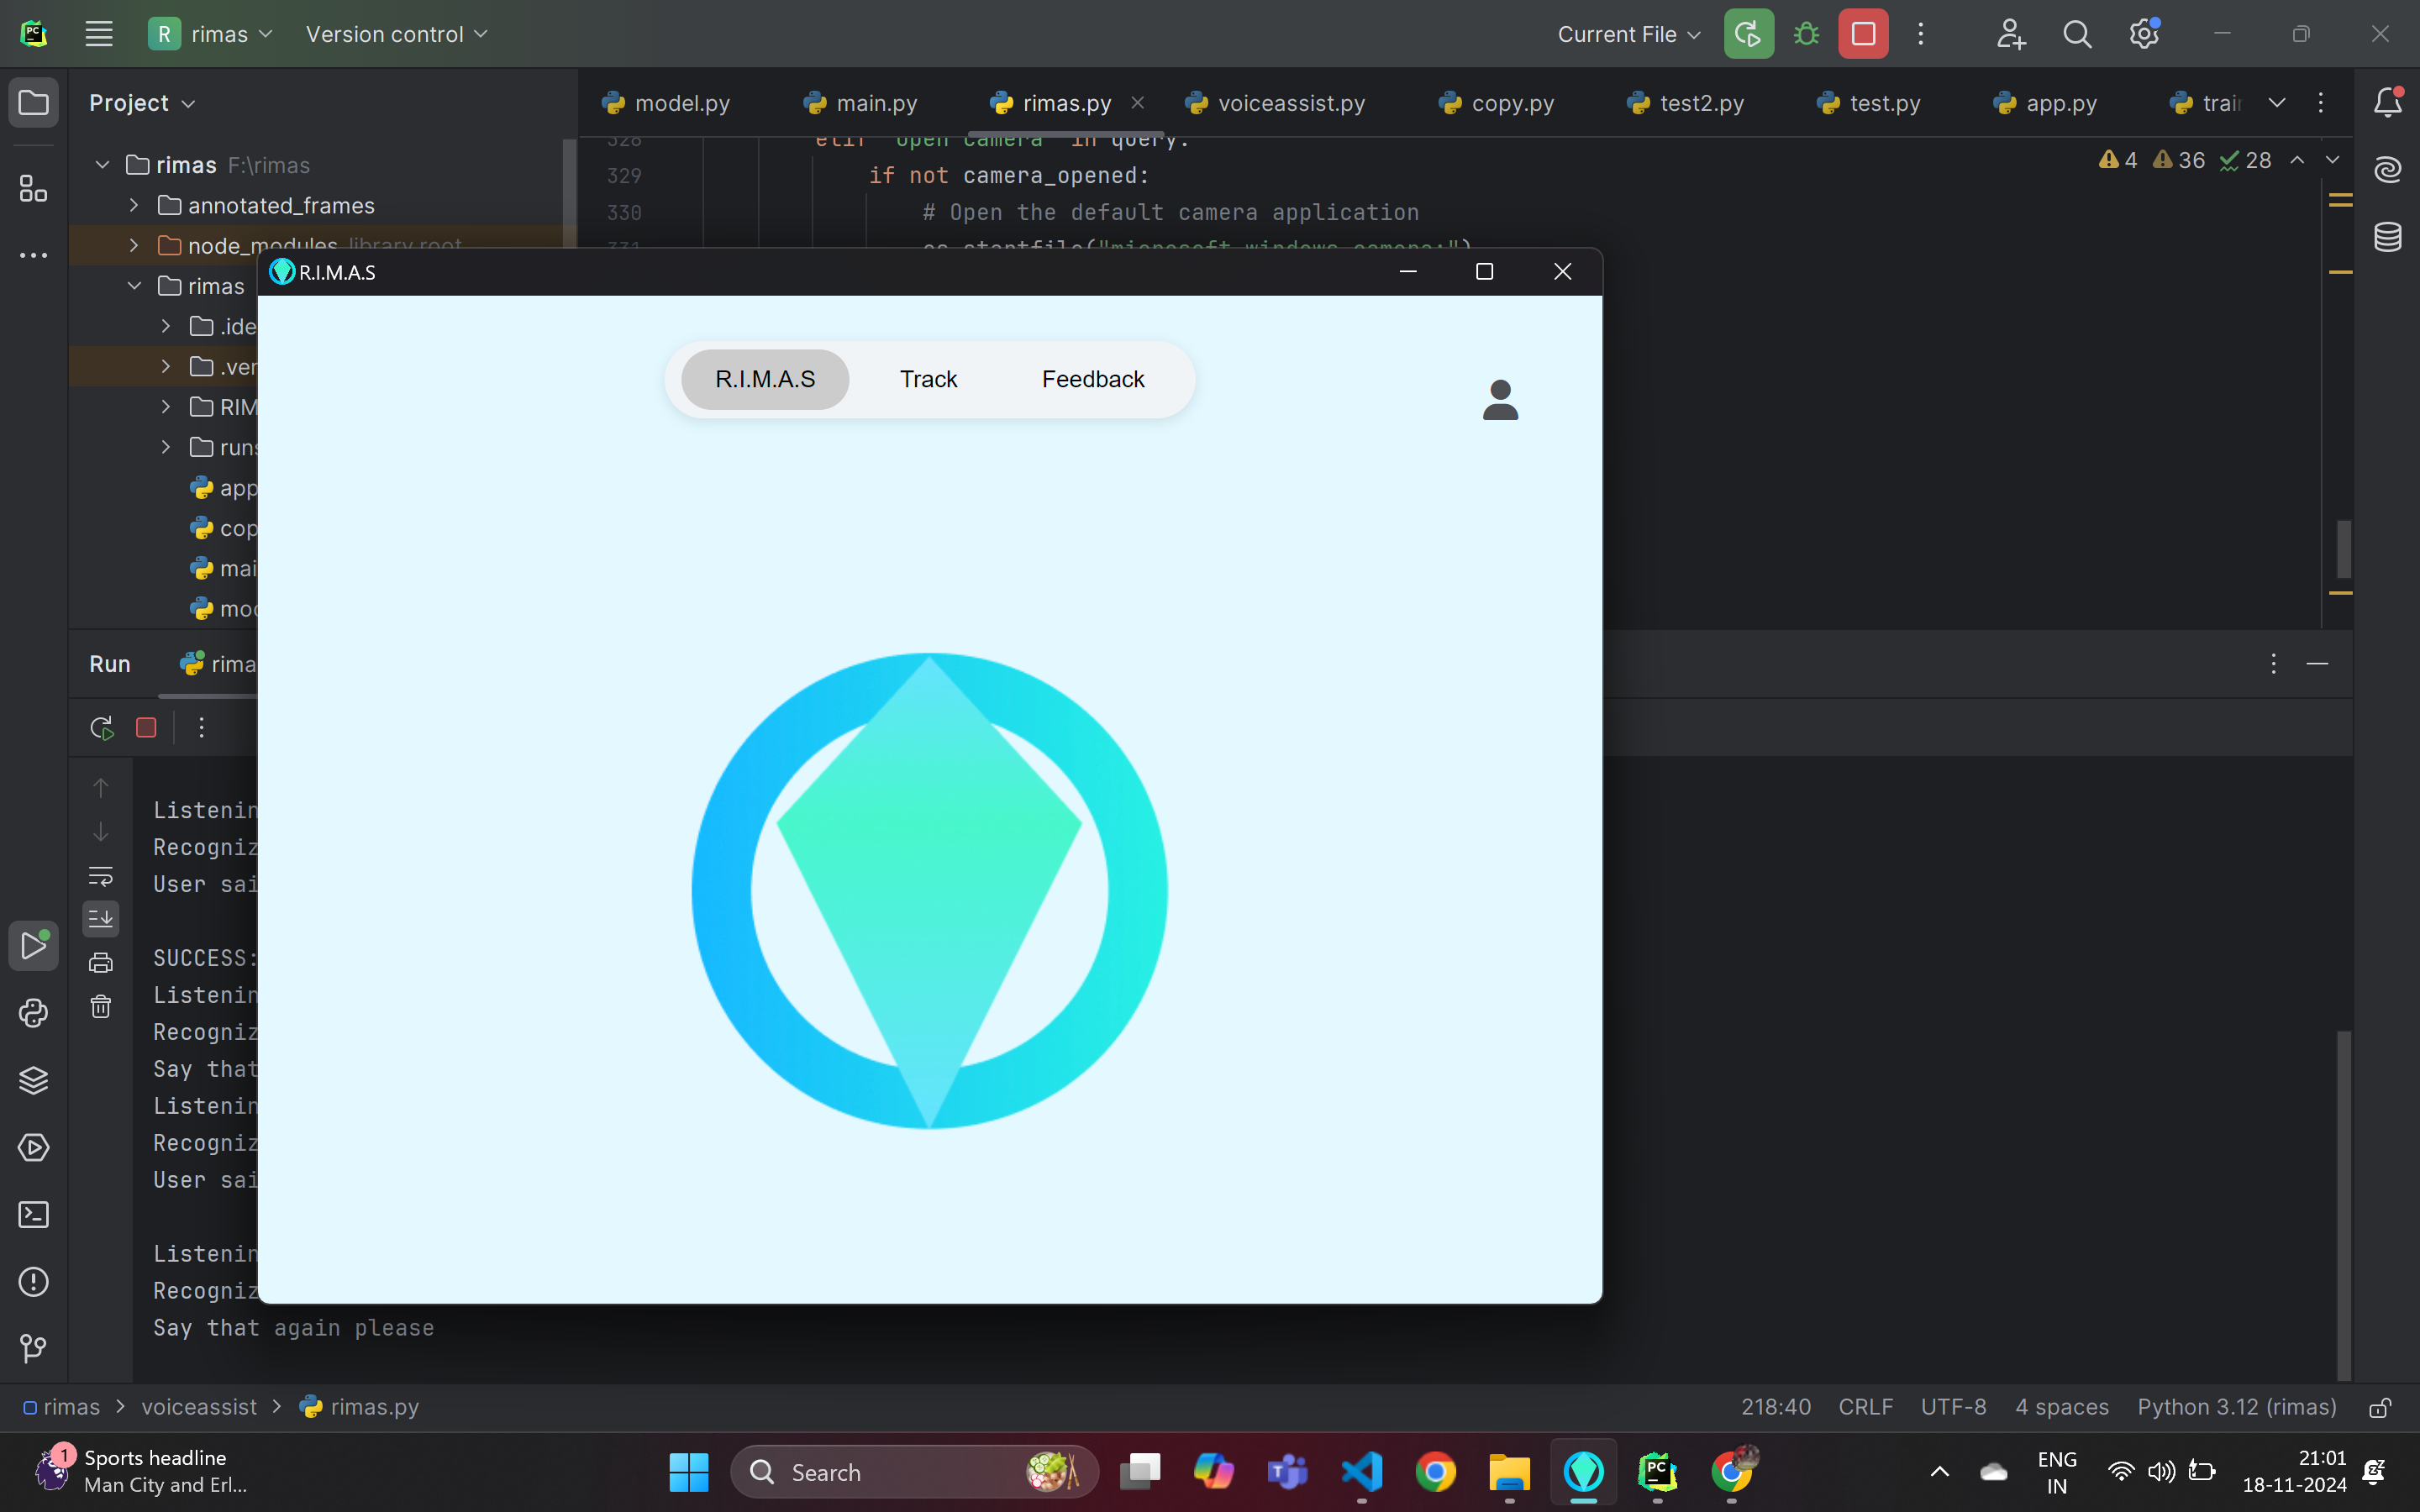 PC
R rimas Version control Current File
Project
model.py main.py rimas.py voiceassist.py copy.py test2.py test.py app.py
rimas F:\rimas
annotated_frames
node_modules library root
rimas
.ide
.ver
RIM
runs
app
cop
mai
mod
328 elif "open camera" in query:
329 if not camera_opened:
330 # Open the default camera application
331 os.startfile("microsoft.windows.camera:")
4 36 28
R.I.M.A.S
R.I.M.A.S Track Feedback
Run rima
Listenin
Recogniz
User sai
SUCCESS:
Listenin
Recogniz
Say that
Listenin
Recogniz
User sai
Listenin
Recogniz
Say that again please
rimas > voiceassist > rimas.py 218:40 CRLF UTF-8 4 spaces Python 3.12 (rimas)
1 Sports headline
Man City and Erl...
Search
PC
ENG
IN
21:01
18-11-2024